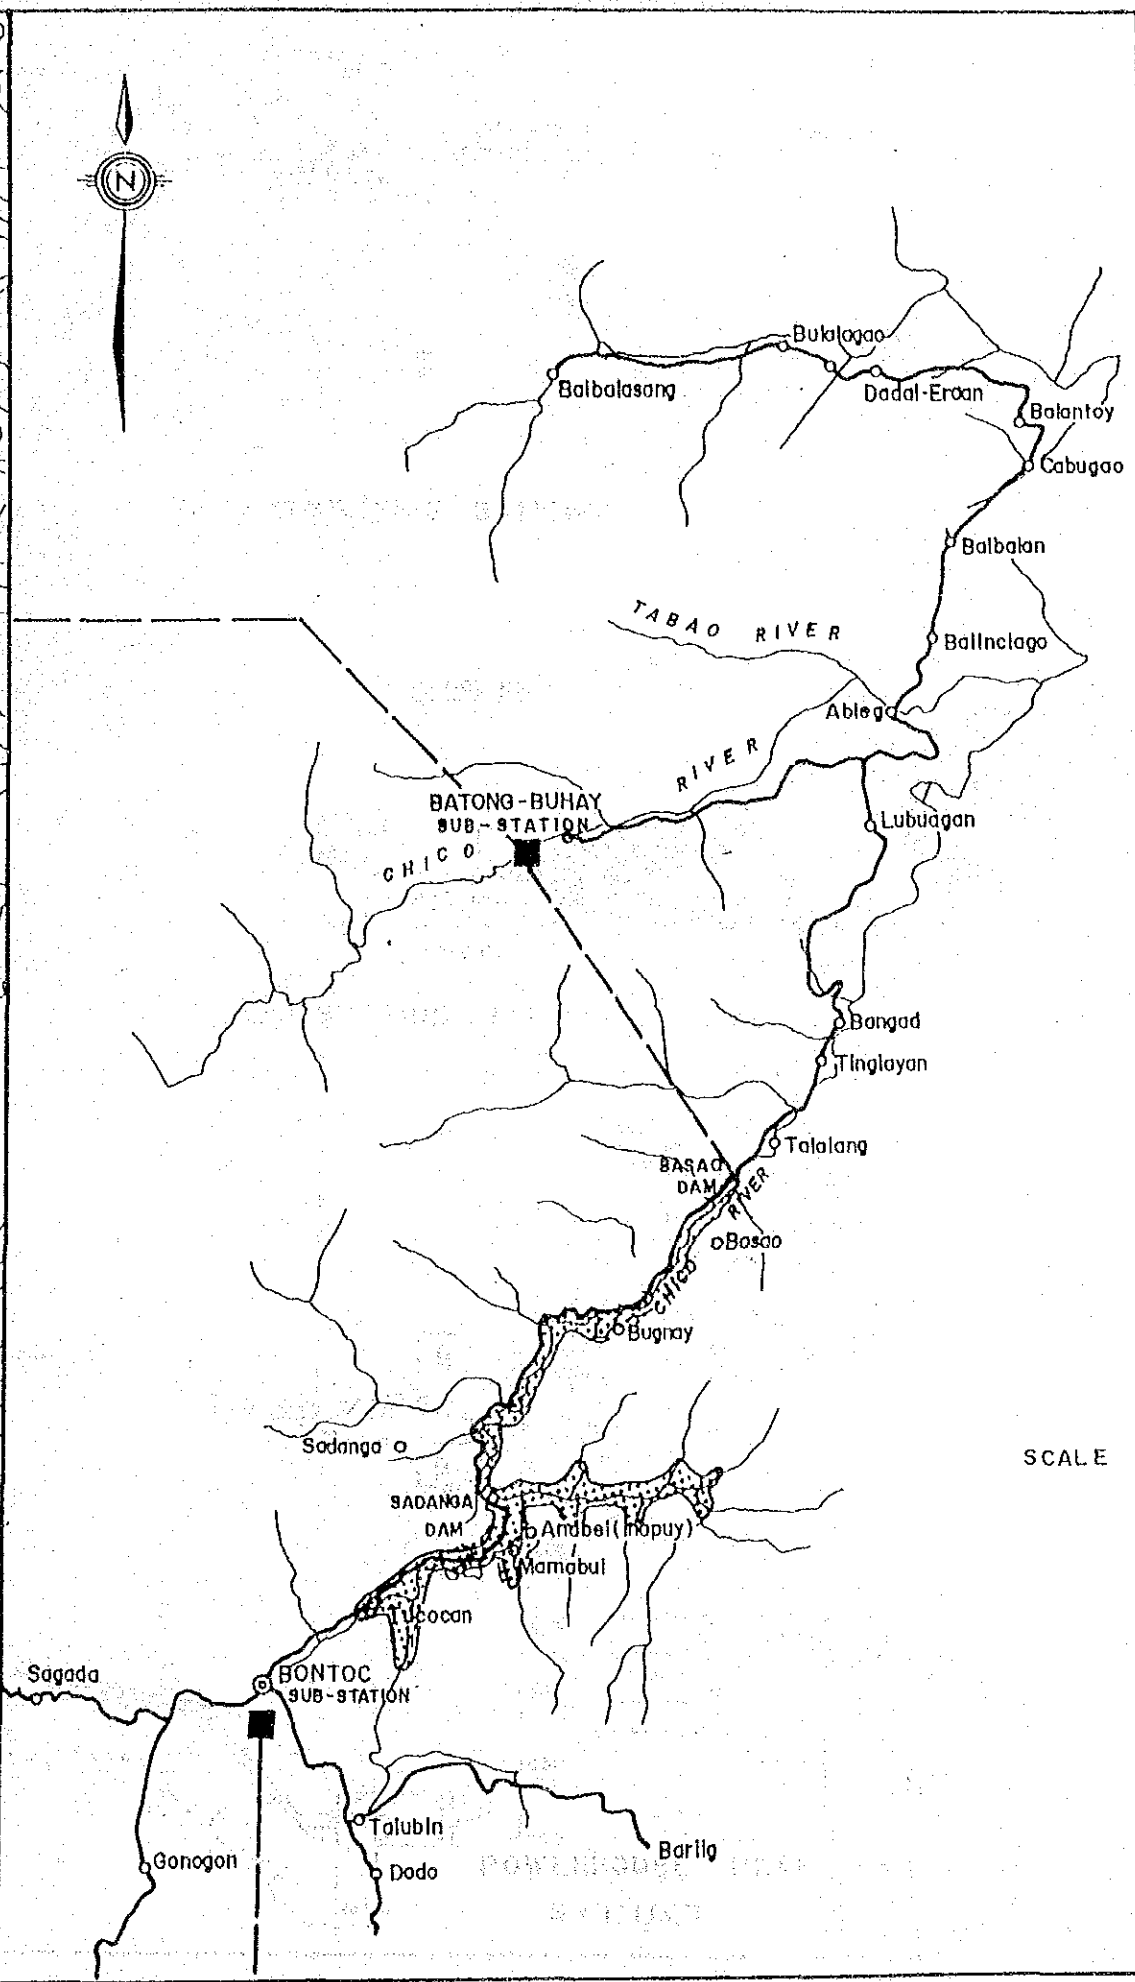 N
Bulalogao
Balbalasang
Dadal-Eroan
Balantoy
Cabugao
Balbalan
TABAO RIVER
Balinclago
Ableg
RIVER
BATONG-BUHAY
SUB-STATION
CHICO
Lubuagan
Bangad
Tinglayan
Talalang
BASAO
DAM
RIVER
Basao
CHICO
Bugnay
Sadanga
SCALE
SADANGA
DAM
Anabel (Inopuy)
Mamabul
Tucocan
Sagada
BONTOC
SUB-STATION
Talubin
Barlig
Gonogon
Dado